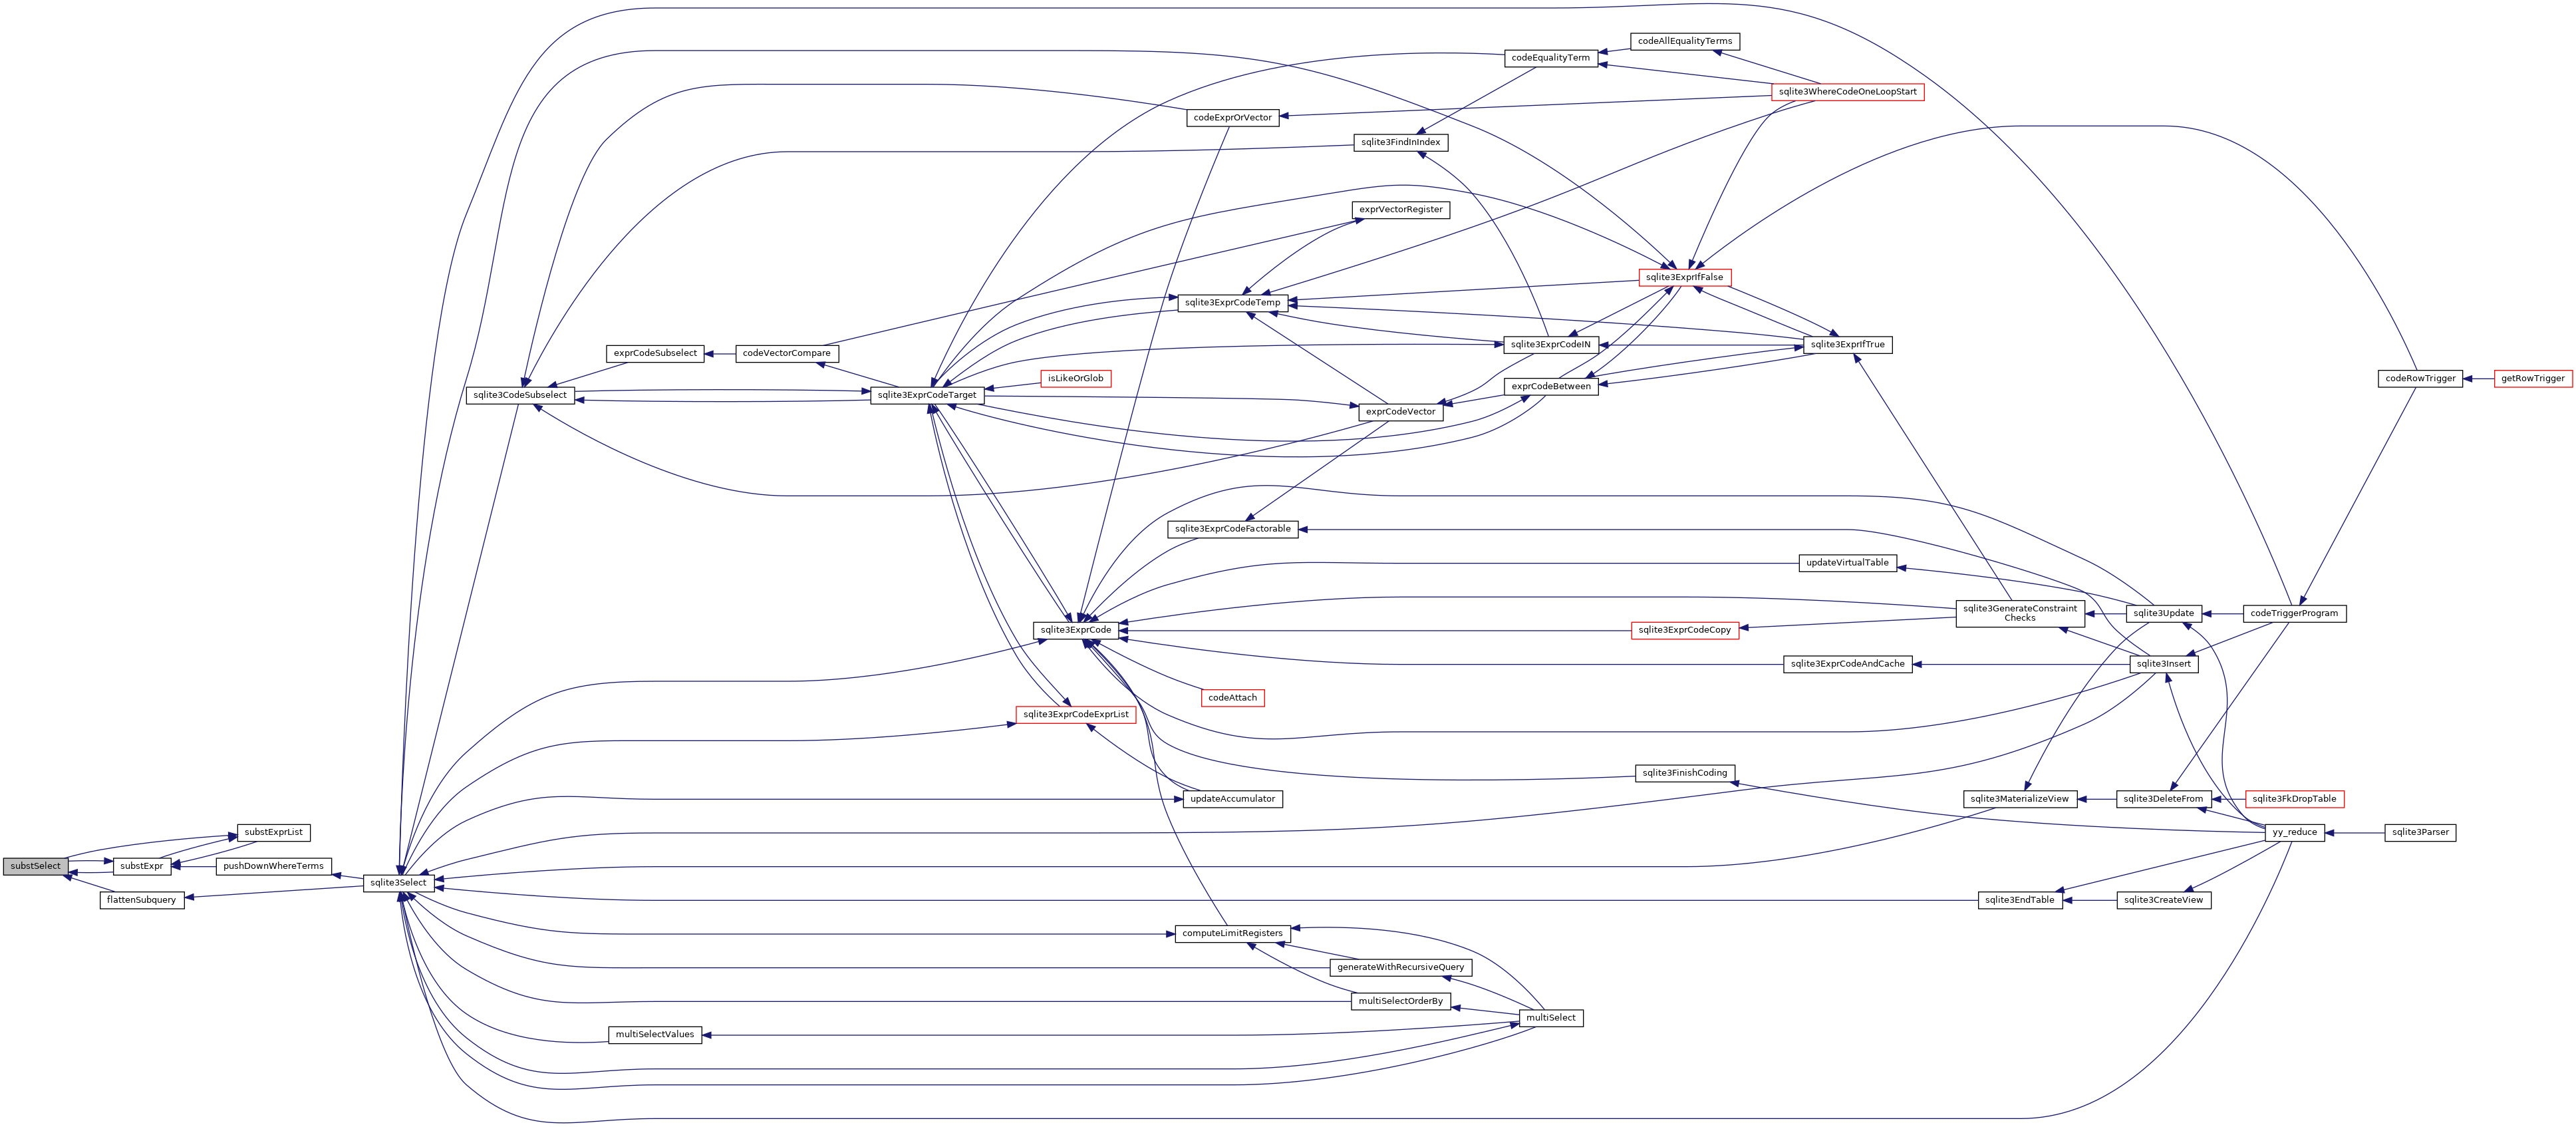 codeAllEqualityTerms
codeEqualityTerm
sqlite3WhereCodeOneLoopStart
codeExprOrVector
sqlite3FindInIndex
exprVectorRegister
sqlite3ExprIfFalse
sqlite3ExprCodeTemp
sqlite3ExprCodeIN
sqlite3ExprIfTrue
exprCodeSubselect
codeVectorCompare
isLikeOrGlob
codeRowTrigger
getRowTrigger
exprCodeBetween
sqlite3CodeSubselect
sqlite3ExprCodeTarget
exprCodeVector
sqlite3ExprCodeFactorable
updateVirtualTable
sqlite3GenerateConstraint
Checks
sqlite3Update
codeTriggerProgram
sqlite3ExprCode
sqlite3ExprCodeCopy
sqlite3ExprCodeAndCache
sqlite3Insert
codeAttach
sqlite3ExprCodeExprList
sqlite3FinishCoding
updateAccumulator
sqlite3MaterializeView
sqlite3DeleteFrom
sqlite3FkDropTable
substExprList
yy_reduce
sqlite3Parser
substSelect
substExpr
pushDownWhereTerms
sqlite3Select
flattenSubquery
sqlite3EndTable
sqlite3CreateView
computeLimitRegisters
generateWithRecursiveQuery
multiSelectOrderBy
multiSelect
multiSelectValues